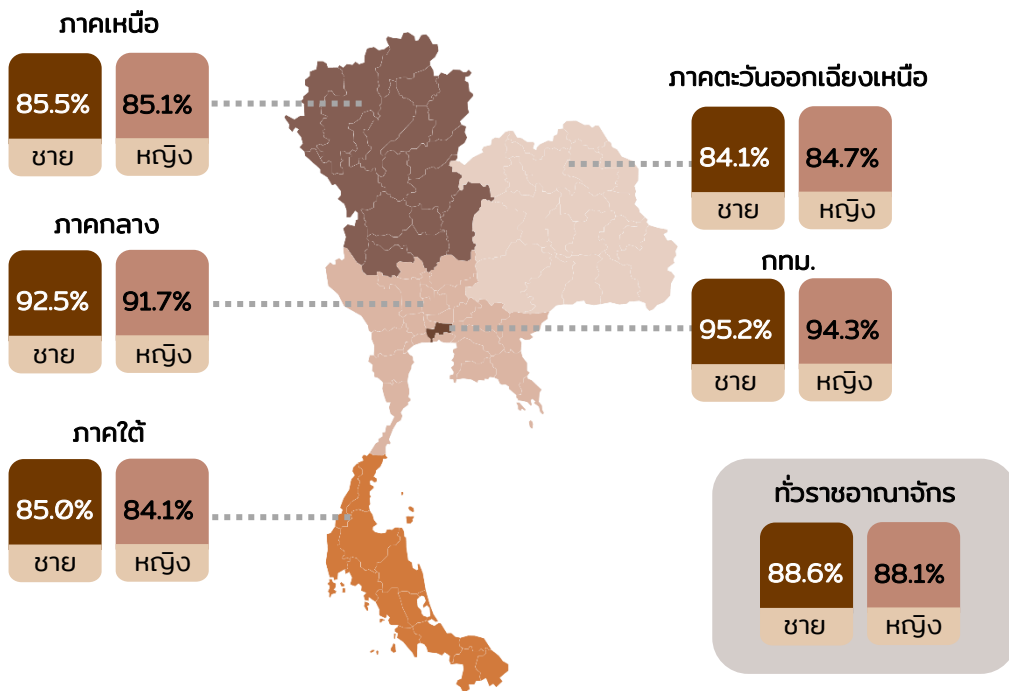 ภาคเหนือ
85.5% 85.1%
ชาย หญิง
ภาคตะวันออกเฉียงเหนือ
84.1% 84.7%
ชาย หญิง
ภาคกลาง
92.5% 91.7%
ชาย หญิง
กทม.
95.2% 94.3%
ชาย หญิง
ภาคใต้
85.0% 84.1%
ชาย หญิง
ทั่วราชอาณาจักร
88.6% 88.1%
ชาย หญิง